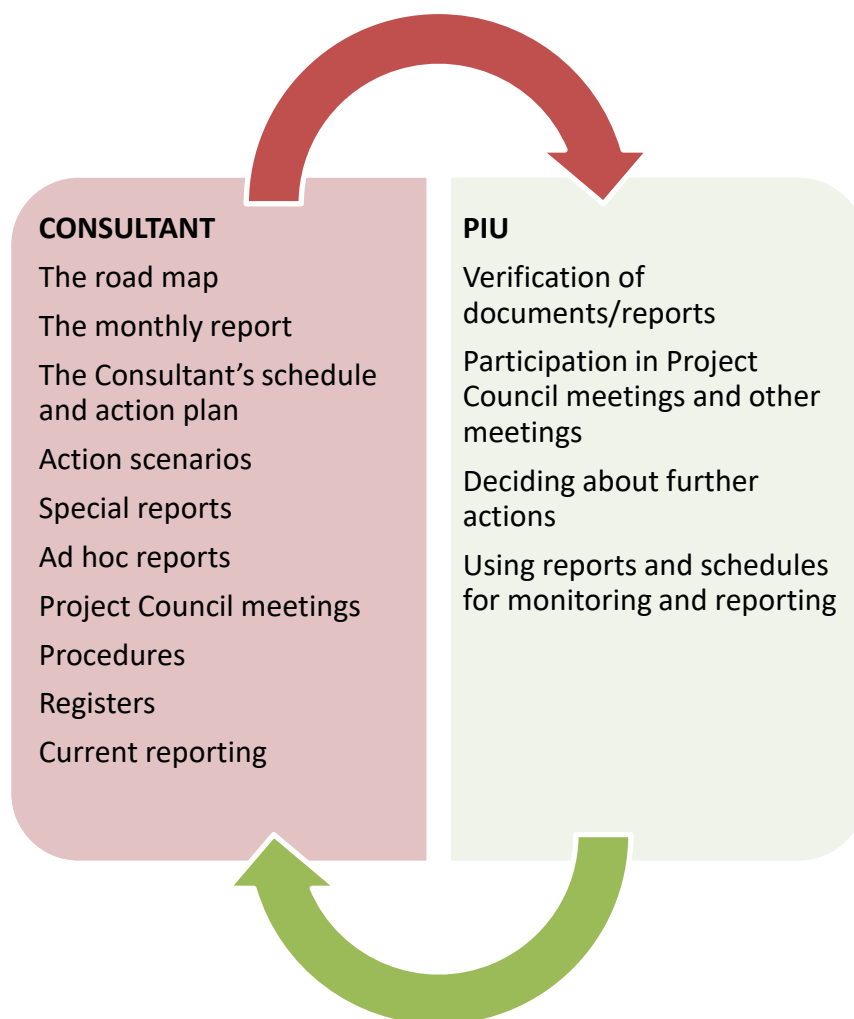 CONSULTANT
The road map
The monthly report
The Consultant’s schedule
and action plan
Action scenarios
Special reports
Ad hoc reports
Project Council meetings
Procedures
Registers
Current reporting
PIU
Verification of
documents/reports
Participation in Project
Council meetings and other
meetings
Deciding about further
actions
Using reports and schedules
for monitoring and reporting